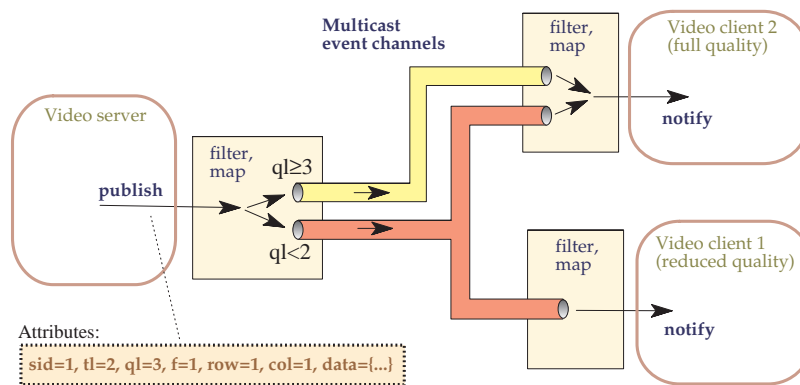 Multicast
event channels
filter,
map
Video client 2
(full quality)
notify
Video server
publish
filter,
map
ql≥3
ql<2
filter,
map
Video client 1
(reduced quality)
notify
Attributes:
sid=1, tl=2, ql=3, f=1, row=1, col=1, data={...}